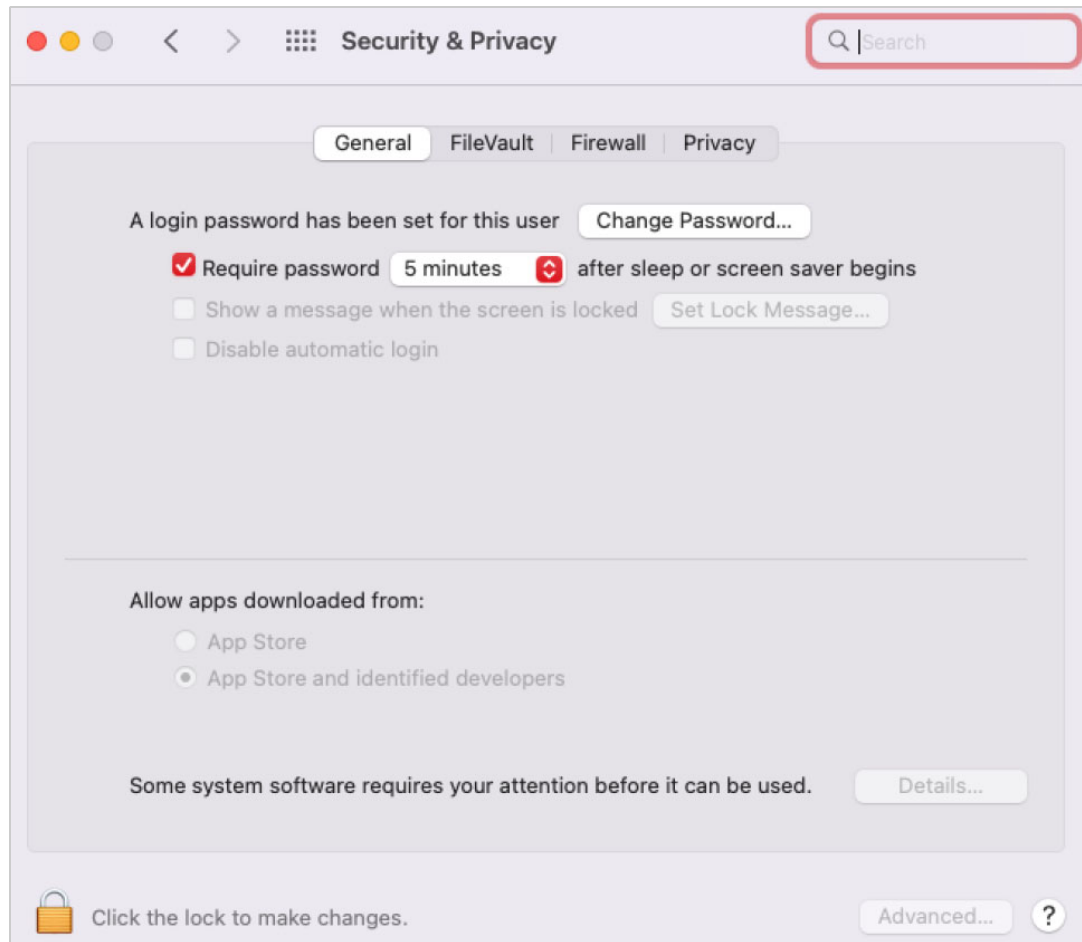 Security & Privacy
Search
General FileVault Firewall Privacy
A login password has been set for this user Change Password...
Require password 5 minutes after sleep or screen saver begins
Show a message when the screen is locked Set Lock Message...
Disable automatic login
Allow apps downloaded from:
App Store
App Store and identified developers
Some system software requires your attention before it can be used. Details...
Click the lock to make changes. Advanced... ?